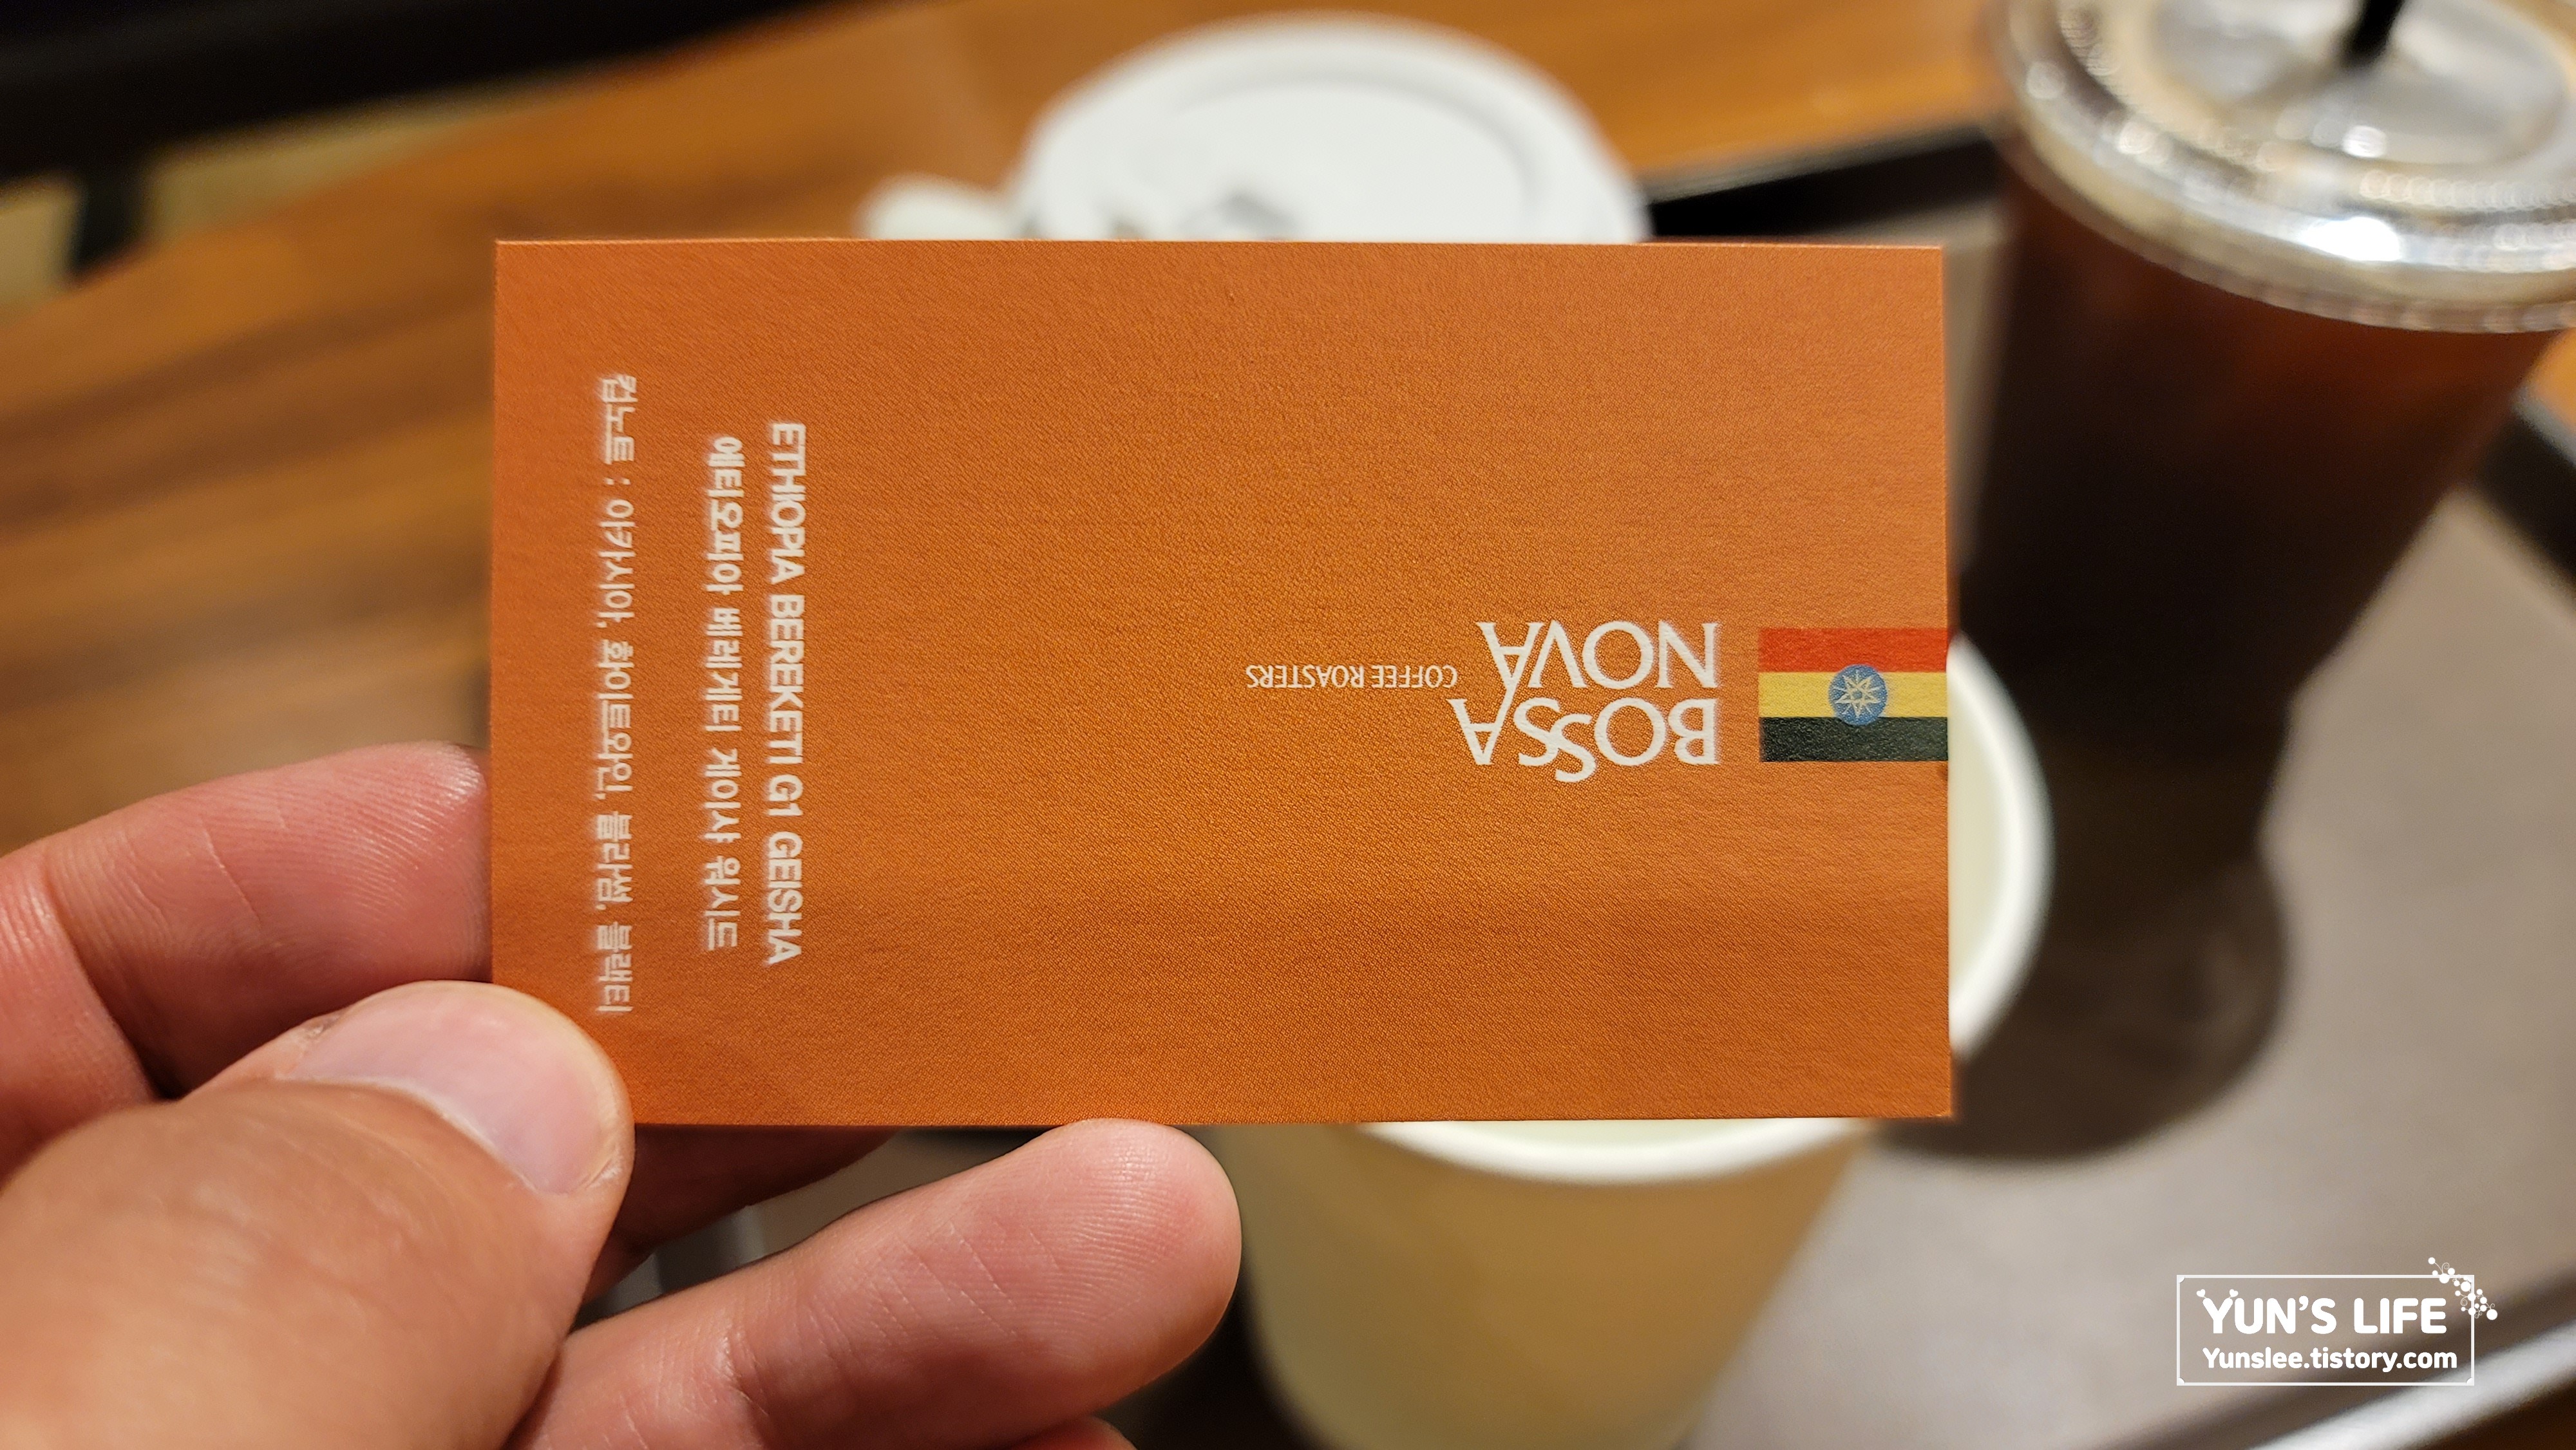 BOSSA
NOVA
COFFEE ROASTERS
ETHIOPIA BEREKETI G1 GEISHA
에티오피아 베레게티 게이샤 워시드
컵노트 : 아카시아, 화이트와인, 블라썸, 블랙티
YUN'S LIFE
Yunslee.tistory.com